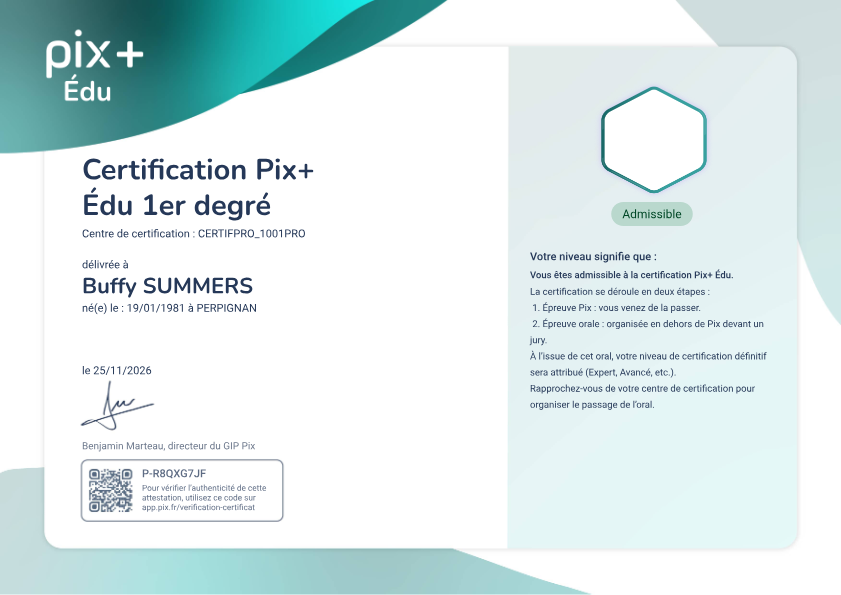 pix+
Édu
Certification Pix+
Édu 1er degré
Centre de certification : CERTIFPRO_1001PRO
délivrée à
Buffy SUMMERS
né(e) le : 19/01/1981 à PERPIGNAN
le 25/11/2026
Benjamin Marteau, directeur du GIP Pix
P-R8QXG7JF
Pour vérifier l'authenticité de cette
attestation, utilisez ce code sur
app.pix.fr/verification-certificat
Admissible
Votre niveau signifie que :
Vous êtes admissible à la certification Pix+ Édu.
La certification se déroule en deux étapes :
1. Épreuve Pix : vous venez de la passer.
2. Épreuve orale : organisée en dehors de Pix devant un
jury.
À l'issue de cet oral, votre niveau de certification définitif
sera attribué (Expert, Avancé, etc.).
Rapprochez-vous de votre centre de certification pour
organiser le passage de l'oral.